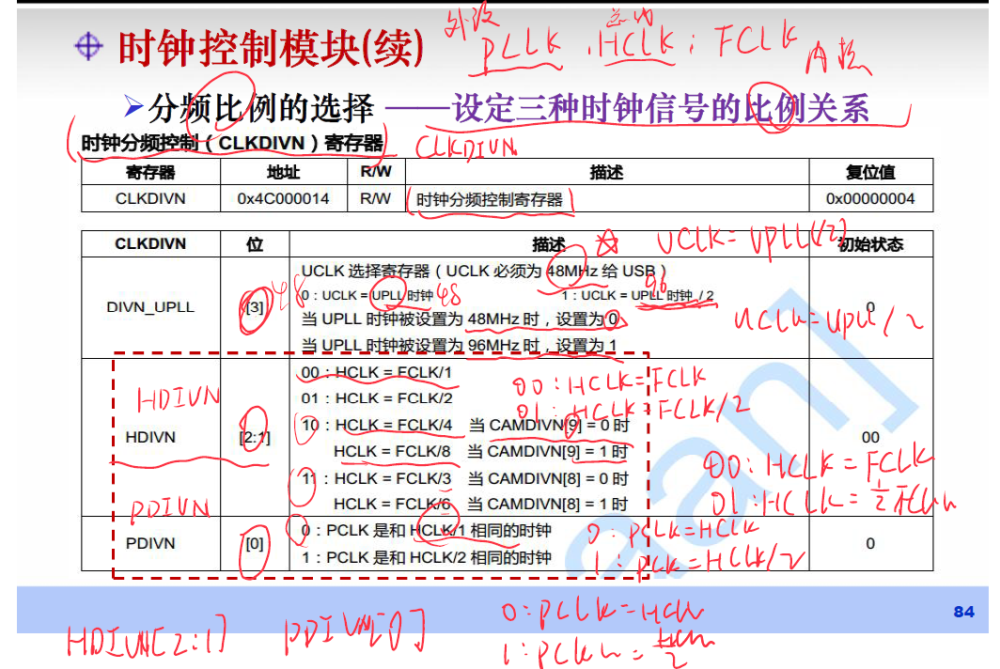 时钟控制模块(续)
外设 总内
PCLK . HCLK ; FCLK 内核
分频比例的选择 ——设定三种时钟信号的比例关系
时钟分频控制（CLKDIVN）寄存器
CLKDIVN
寄存器 地址 R/W 描述 复位值
CLKDIVN 0x4C000014 R/W 时钟分频控制寄存器 0x00000004
CLKDIVN 位 描述 初始状态
UCLK = UPLL(/2)
DIVN_UPLL [3] 0
48
UCLK 选择寄存器（UCLK 必须为 48MHz 给 USB）
0：UCLK = UPLL 时钟 48 1：UCLK = UPLL 时钟 / 2
96
当 UPLL 时钟被设置为 48MHz 时，设置为 0
当 UPLL 时钟被设置为 96MHz 时，设置为 1
UCLK = UPLL / 2
HDIVN
HDIVN [2:1] 00
00：HCLK = FCLK/1
01：HCLK = FCLK/2
10：HCLK = FCLK/4 当 CAMDIVN[9] = 0 时
HCLK = FCLK/8 当 CAMDIVN[9] = 1 时
11：HCLK = FCLK/3 当 CAMDIVN[8] = 0 时
HCLK = FCLK/6 当 CAMDIVN[8] = 1 时
00 : HCLK = FCLK
01 : HCLK = FCLK/2
00 : HCLK = FCLK
01 : HCLK = 1/2 FCLK
PDIVN
PDIVN [0] 0
0：PCLK 是和 HCLK/1 相同的时钟
1：PCLK 是和 HCLK/2 相同的时钟
0 : PCLK = HCLK
1 : PCLK = HCLK/2
84
HDIVN[2:1] PDIVN[0]
0 : PCLK = HCLK
1 : PCLK = HCLK/2